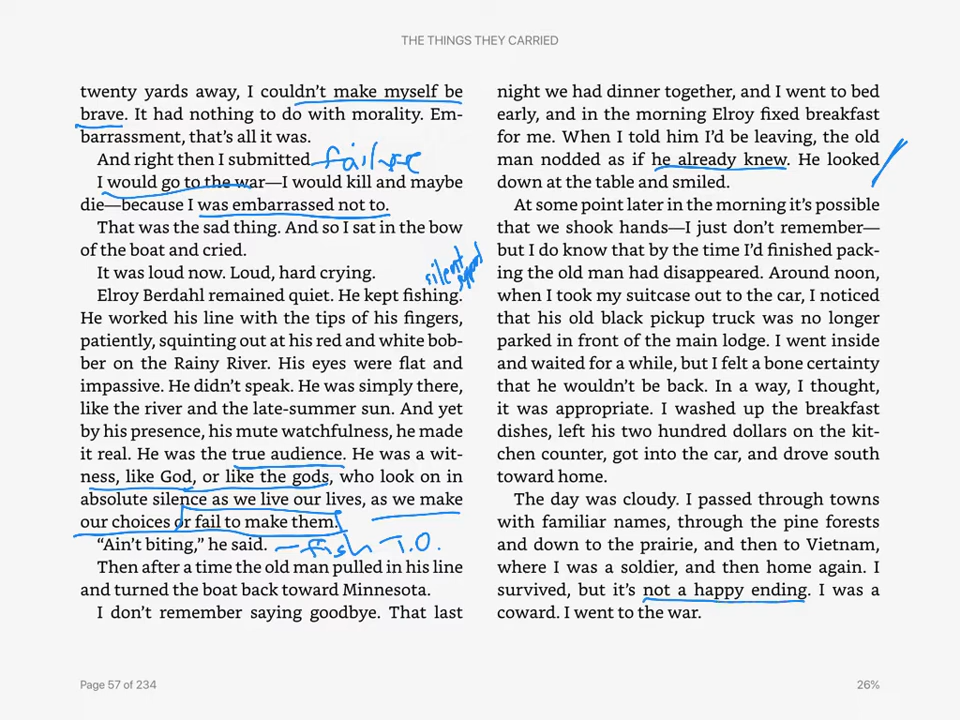 THE THINGS THEY CARRIED
twenty yards away, I couldn't make myself be
brave. It had nothing to do with morality. Em-
barrassment, that's all it was.
And right then I submitted. failure
I would go to the war—I would kill and maybe
die—because I was embarrassed not to.
That was the sad thing. And so I sat in the bow
of the boat and cried.
It was loud now. Loud, hard crying.
silent
Elroy Berdahl remained quiet. He kept fishing.
He worked his line with the tips of his fingers,
patiently, squinting out at his red and white bob-
ber on the Rainy River. His eyes were flat and
impassive. He didn't speak. He was simply there,
like the river and the late-summer sun. And yet
by his presence, his mute watchfulness, he made
it real. He was the true audience. He was a wit-
ness, like God, or like the gods, who look on in
absolute silence as we live our lives, as we make
our choices or fail to make them.
"Ain't biting," he said. – fish T.O.
Then after a time the old man pulled in his line
and turned the boat back toward Minnesota.
I don't remember saying goodbye. That last
night we had dinner together, and I went to bed
early, and in the morning Elroy fixed breakfast
for me. When I told him I'd be leaving, the old
man nodded as if he already knew. He looked
down at the table and smiled.
At some point later in the morning it's possible
that we shook hands—I just don't remember—
but I do know that by the time I'd finished pack-
ing the old man had disappeared. Around noon,
when I took my suitcase out to the car, I noticed
that his old black pickup truck was no longer
parked in front of the main lodge. I went inside
and waited for a while, but I felt a bone certainty
that he wouldn't be back. In a way, I thought,
it was appropriate. I washed up the breakfast
dishes, left his two hundred dollars on the kit-
chen counter, got into the car, and drove south
toward home.
The day was cloudy. I passed through towns
with familiar names, through the pine forests
and down to the prairie, and then to Vietnam,
where I was a soldier, and then home again. I
survived, but it's not a happy ending. I was a
coward. I went to the war.
Page 57 of 234
26%